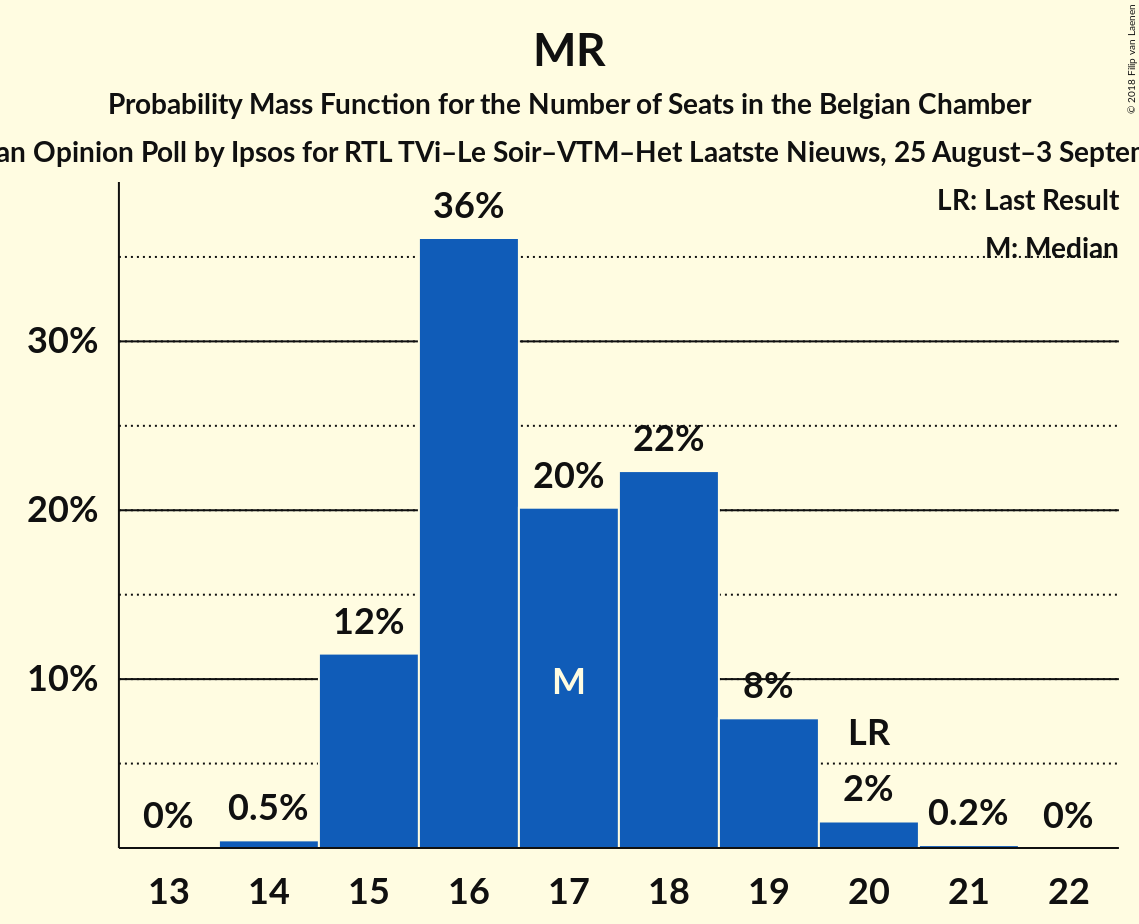 MR
Probability Mass Function for the Number of Seats in the Belgian Chamber
an Opinion Poll by Ipsos for RTL TVi–Le Soir–VTM–Het Laatste Nieuws, 25 August–3
LR: Last Result
M: Median
36%
30%
22%
20%
20%
12%
10%
M
8%
LR
2%
0%
0.5%
0.2%
0%
13 14 15 16 17 18 19 20 21 22
© 2018 Filip van Laenen